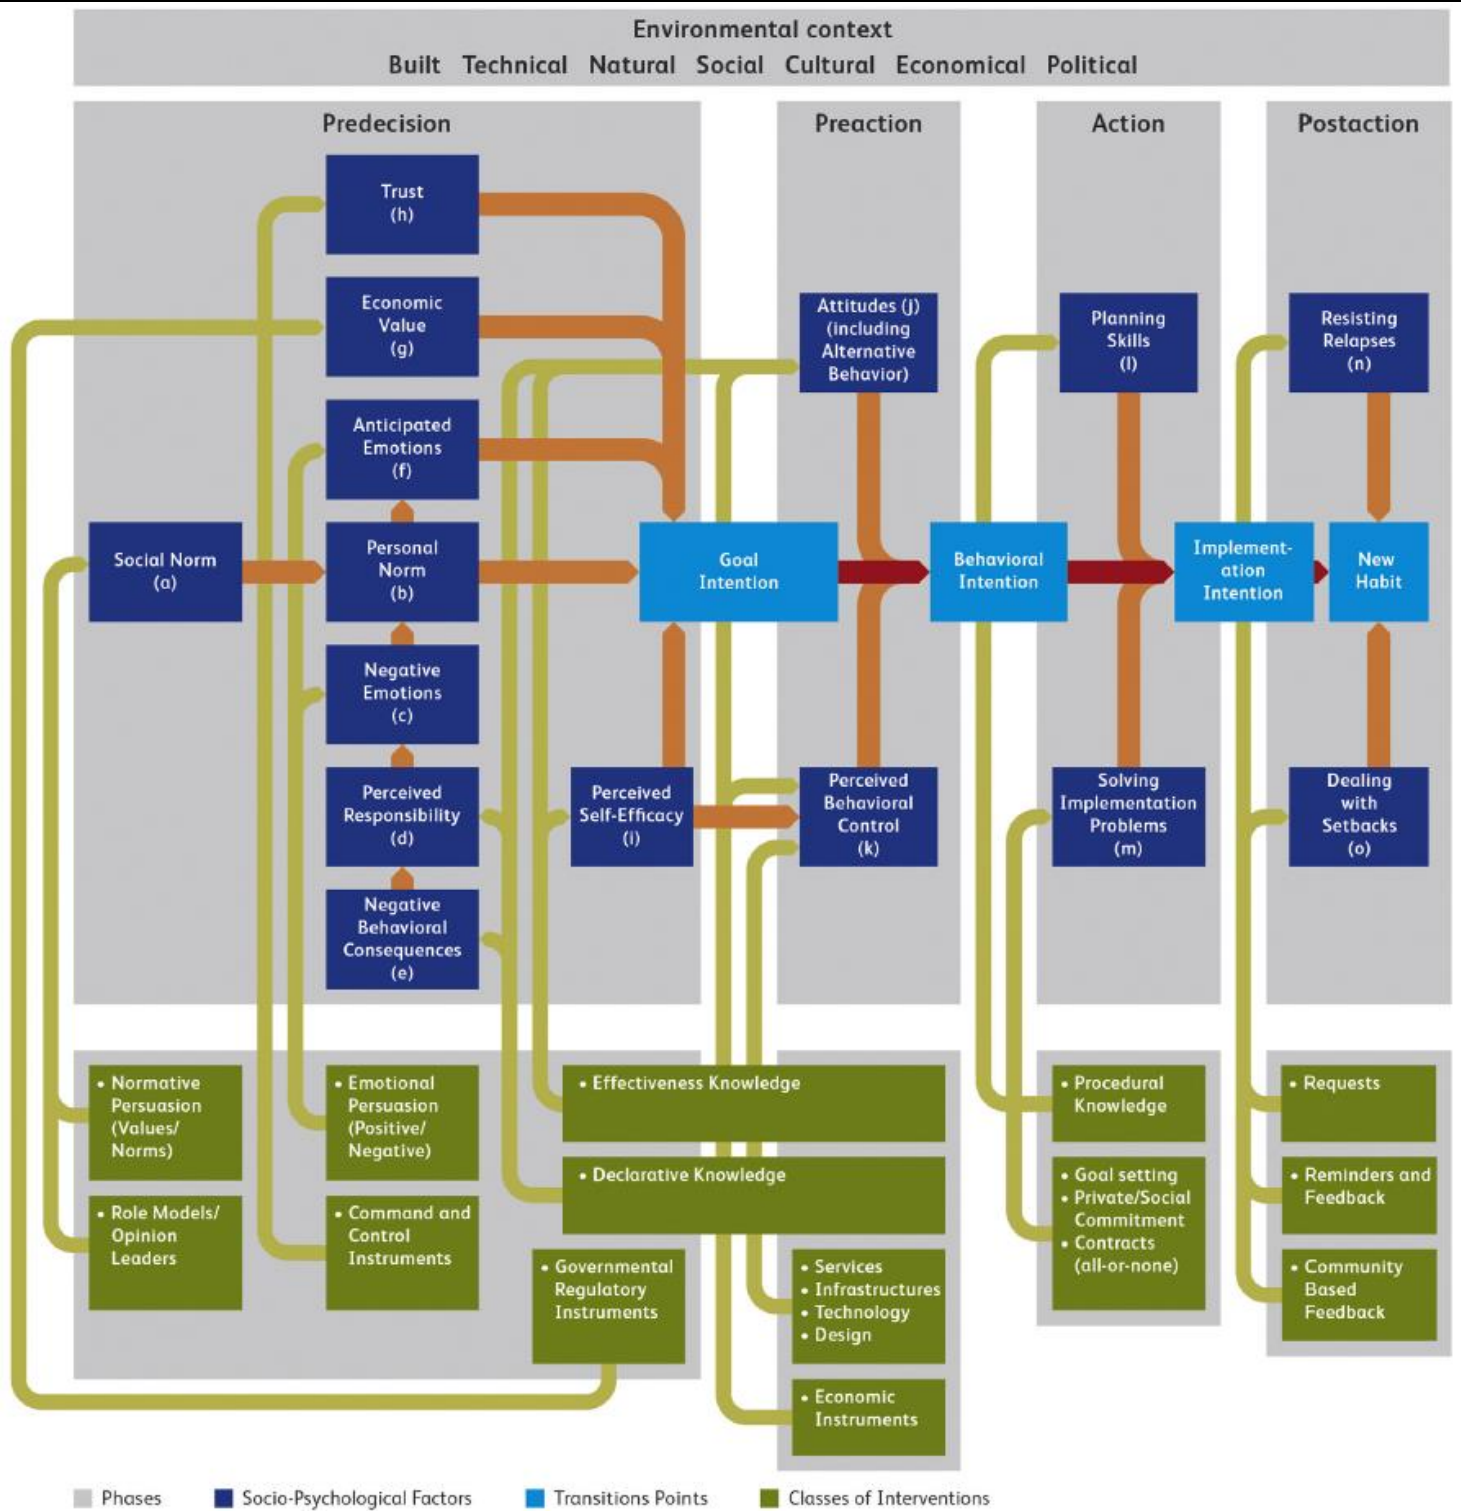 Environmental context
Built Technical Natural Social Cultural Economical Political
Predecision
Preaction
Action
Postaction
Trust
(h)
Economic
Value
(g)
Anticipated
Emotions
(f)
Social Norm
(a)
Personal
Norm
(b)
Negative
Emotions
(c)
Perceived
Responsibility
(d)
Negative
Behavioral
Consequences
(e)
Perceived
Self-Efficacy
(i)
Goal
Intention
Attitudes (j)
(including
Alternative
Behavior)
Perceived
Behavioral
Control
(k)
Behavioral
Intention
Planning
Skills
(l)
Solving
Implementation
Problems
(m)
Implement-
ation
Intention
Resisting
Relapses
(n)
New
Habit
Dealing
with
Setbacks
(o)
• Normative
Persuasion
(Values/
Norms)
• Role Models/
Opinion
Leaders
• Emotional
Persuasion
(Positive/
Negative)
• Command and
Control
Instruments
• Effectiveness Knowledge
• Declarative Knowledge
• Governmental
Regulatory
Instruments
• Services
• Infrastructures
• Technology
• Design
• Economic
Instruments
• Procedural
Knowledge
• Goal setting
• Private/Social
Commitment
• Contracts
(all-or-none)
• Requests
• Reminders and
Feedback
• Community
Based
Feedback
Phases
Socio-Psychological Factors
Transitions Points
Classes of Interventions